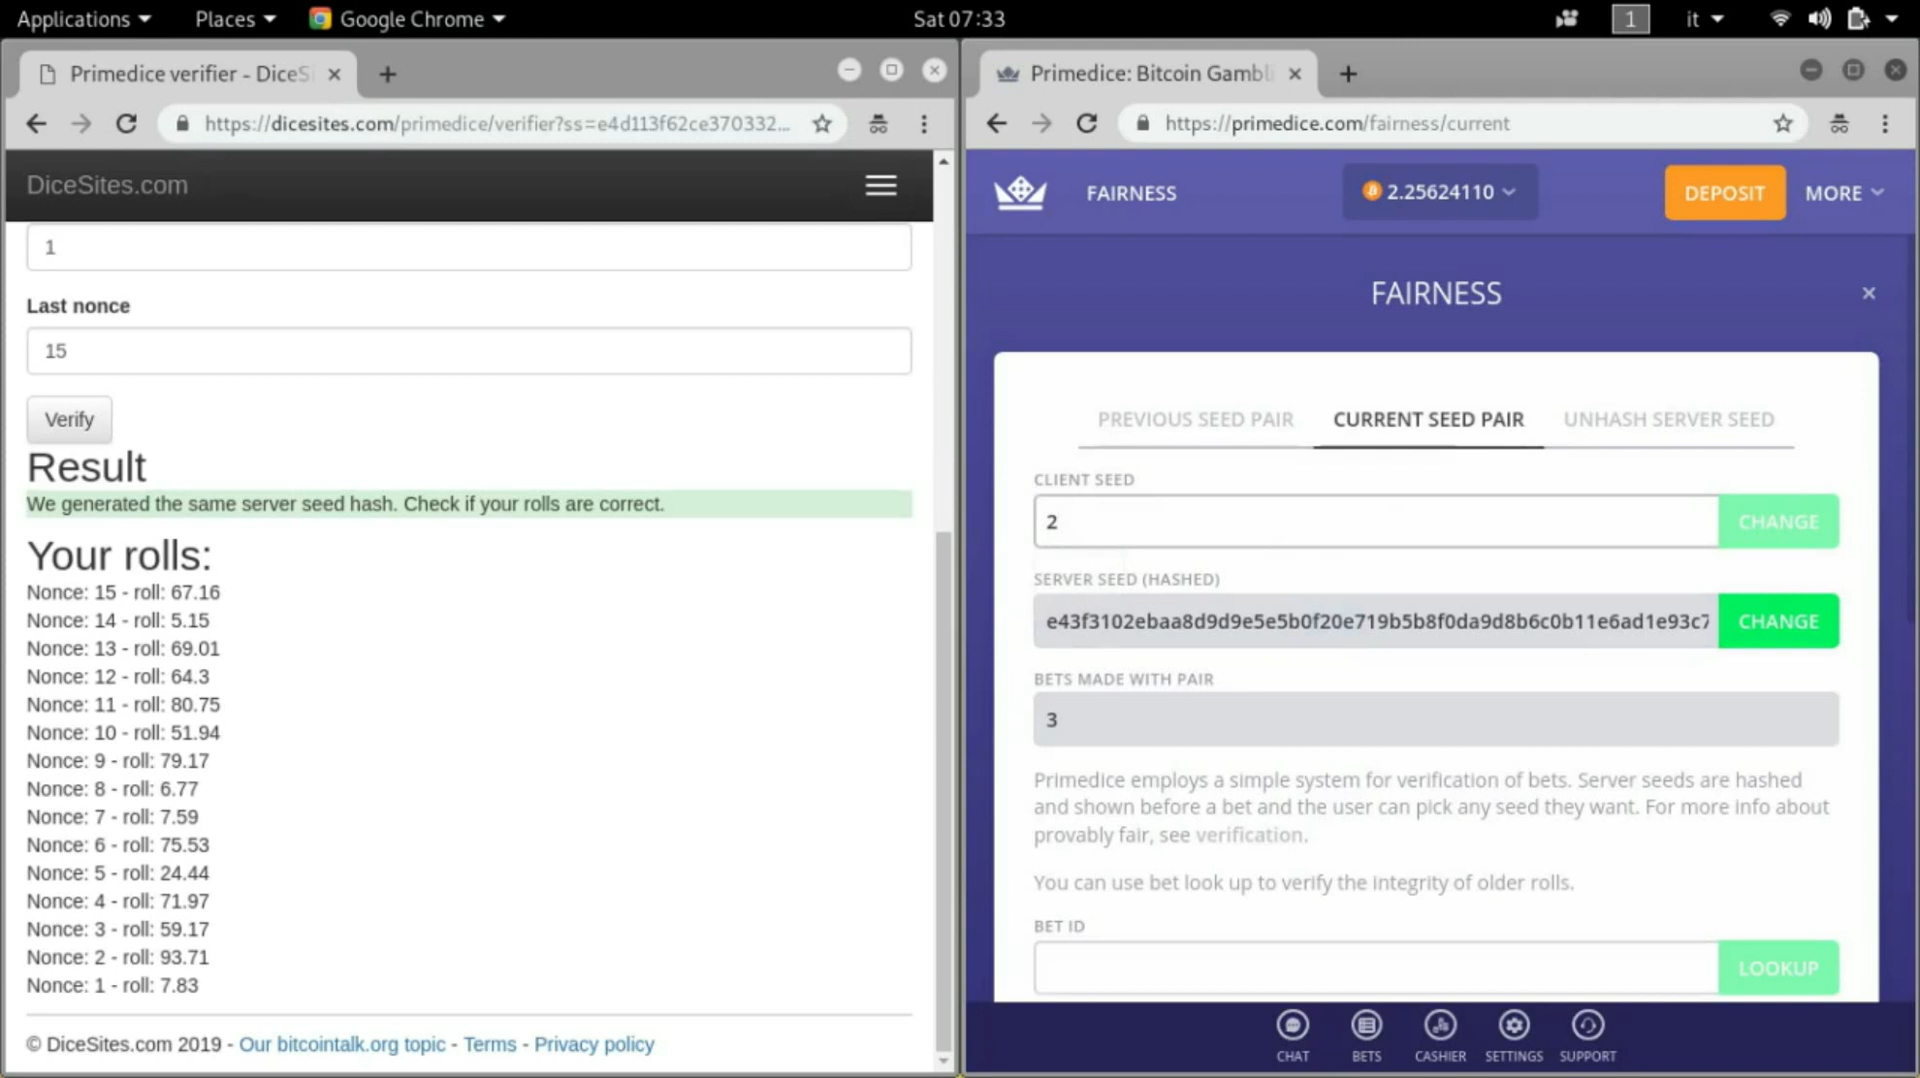 Applications Places Google Chrome Sat 07:33 1 it
Primedice verifier - DiceS
https://dicesites.com/primedice/verifier?ss=e4d113f62ce370332...
DiceSites.com
1
Last nonce
15
Verify
Result
We generated the same server seed hash. Check if your rolls are correct.
Your rolls:
Nonce: 15 - roll: 67.16
Nonce: 14 - roll: 5.15
Nonce: 13 - roll: 69.01
Nonce: 12 - roll: 64.3
Nonce: 11 - roll: 80.75
Nonce: 10 - roll: 51.94
Nonce: 9 - roll: 79.17
Nonce: 8 - roll: 6.77
Nonce: 7 - roll: 7.59
Nonce: 6 - roll: 75.53
Nonce: 5 - roll: 24.44
Nonce: 4 - roll: 71.97
Nonce: 3 - roll: 59.17
Nonce: 2 - roll: 93.71
Nonce: 1 - roll: 7.83
© DiceSites.com 2019 - Our bitcointalk.org topic - Terms - Privacy policy
Primedice: Bitcoin Gambli
https://primedice.com/fairness/current
FAIRNESS 2.25624110 DEPOSIT MORE
FAIRNESS
PREVIOUS SEED PAIR CURRENT SEED PAIR UNHASH SERVER SEED
CLIENT SEED
2 CHANGE
SERVER SEED (HASHED)
e43f3102ebaa8d9d9e5e5b0f20e719b5b8f0da9d8b6c0b11e6ad1e93c7 CHANGE
BETS MADE WITH PAIR
3
Primedice employs a simple system for verification of bets. Server seeds are hashed
and shown before a bet and the user can pick any seed they want. For more info about
provably fair, see verification.
You can use bet look up to verify the integrity of older rolls.
BET ID
LOOKUP
CHAT BETS CASHIER SETTINGS SUPPORT